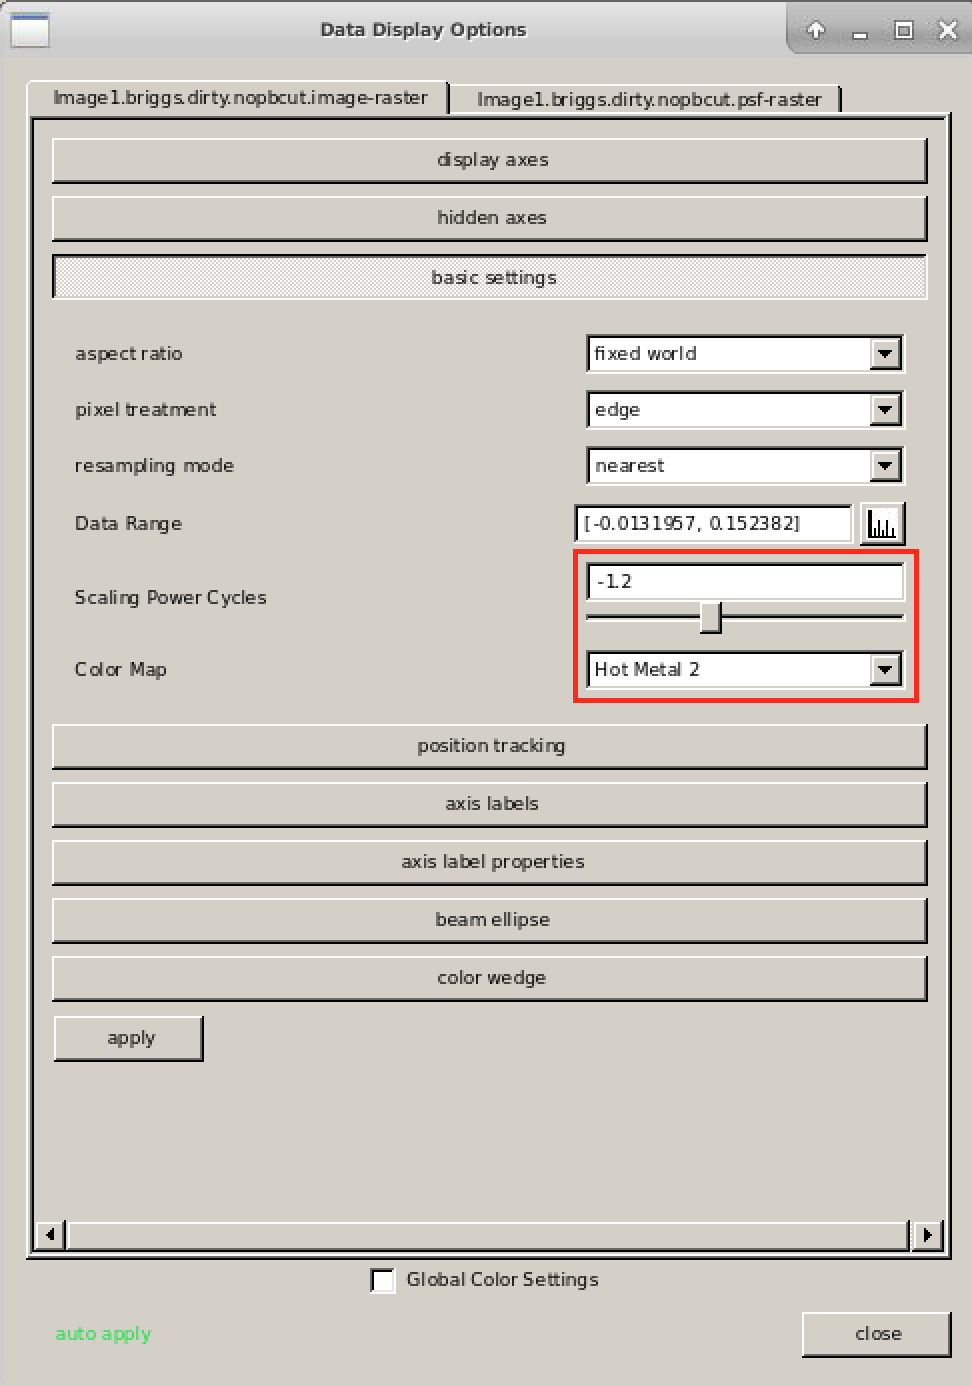 Data Display Options
Image1.briggs.dirty.nopbcut.image-raster
Image1.briggs.dirty.nopbcut.psf-raster
display axes
hidden axes
basic settings
aspect ratio
fixed world
pixel treatment
edge
resampling mode
nearest
Data Range
[-0.0131957, 0.152382]
Scaling Power Cycles
-1.2
Color Map
Hot Metal 2
position tracking
axis labels
axis label properties
beam ellipse
color wedge
apply
Global Color Settings
auto apply
close